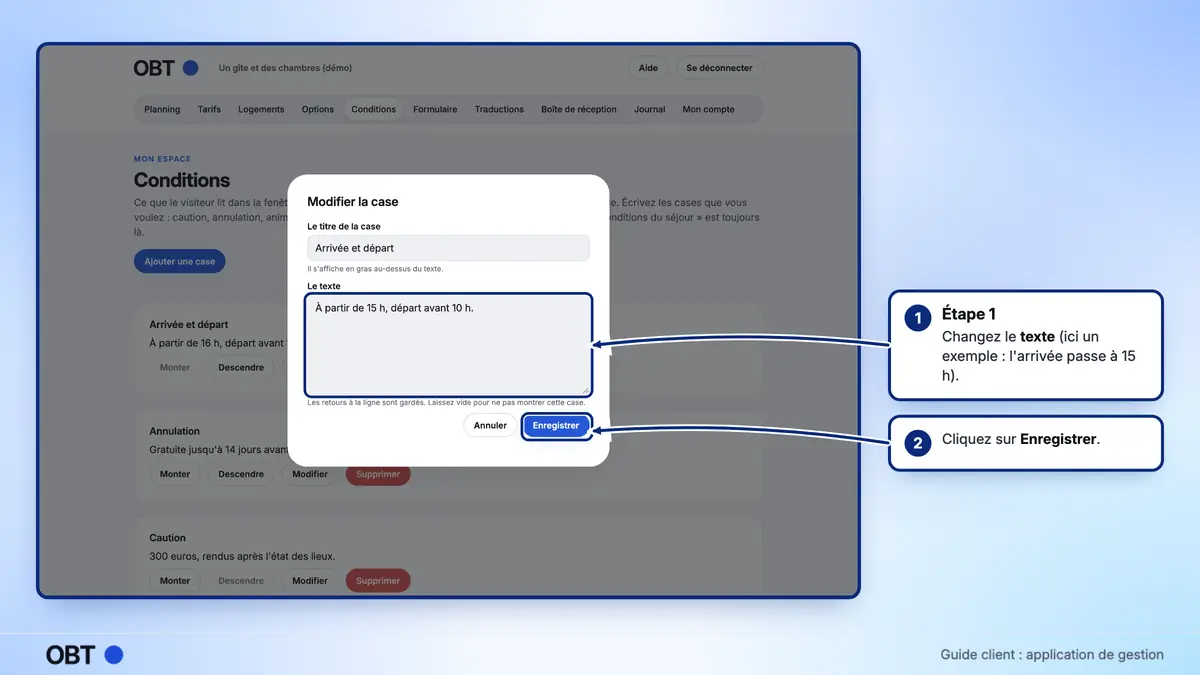 OBT
Un gîte et des chambres (démo)
Aide
Se déconnecter
Planning
Tarifs
Logements
Options
Conditions
Formulaire
Traductions
Boîte de réception
Journal
Mon compte
MON ESPACE
Conditions
Ce que le visiteur lit dans la fenêt
se. Écrivez les cases que vous
voulez : caution, annulation, anim
onditions du séjour » est toujours
là.
Ajouter une case
Modifier la case
Le titre de la case
Arrivée et départ
Il s'affiche en gras au-dessus du texte.
Le texte
À partir de 15 h, départ avant 10 h.
Les retours à la ligne sont gardés. Laissez vide pour ne pas montrer cette case.
Annuler
Enregistrer
Arrivée et départ
À partir de 16 h, départ avant
Monter
Descendre
Annulation
Gratuite jusqu'à 14 jours avan
Monter
Descendre
Modifier
Supprimer
Caution
300 euros, rendus après l'état des lieux.
Monter
Descendre
Modifier
Supprimer
1
Étape 1
Changez le texte (ici un
exemple : l'arrivée passe à 15
h).
2
Cliquez sur Enregistrer.
OBT
Guide client : application de gestion